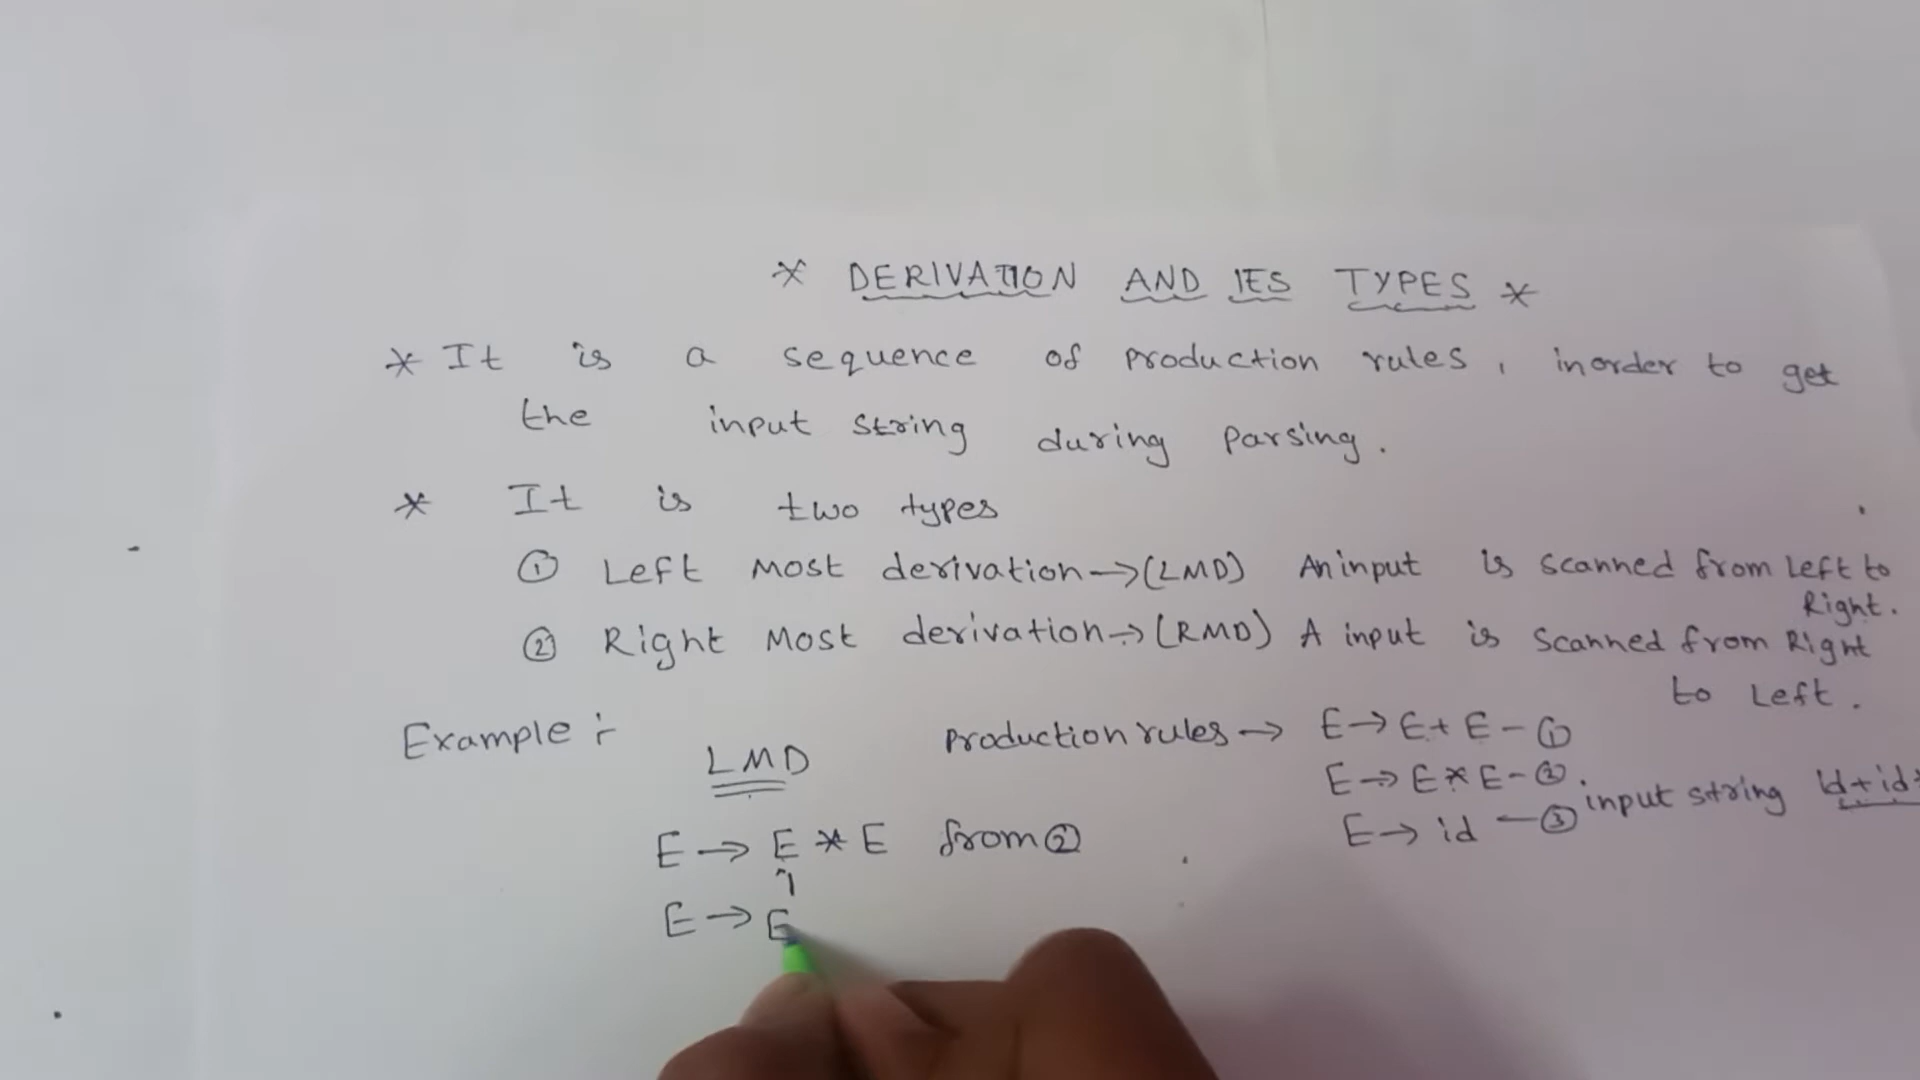 * DERIVATION AND ITS TYPES *
* It is a sequence of production rules, inorder to get
the input string during parsing.
* It is two types
① Left Most derivation→(LMD) An input is scanned from Left to
Right.
② Right Most derivation→(RMD) A input is scanned from Right
to Left.
Example :-
LMD
Production rules → E→E+E-①
E→E*E-②.
E→id-③
input string id+id*
E→E*E from②
E→E